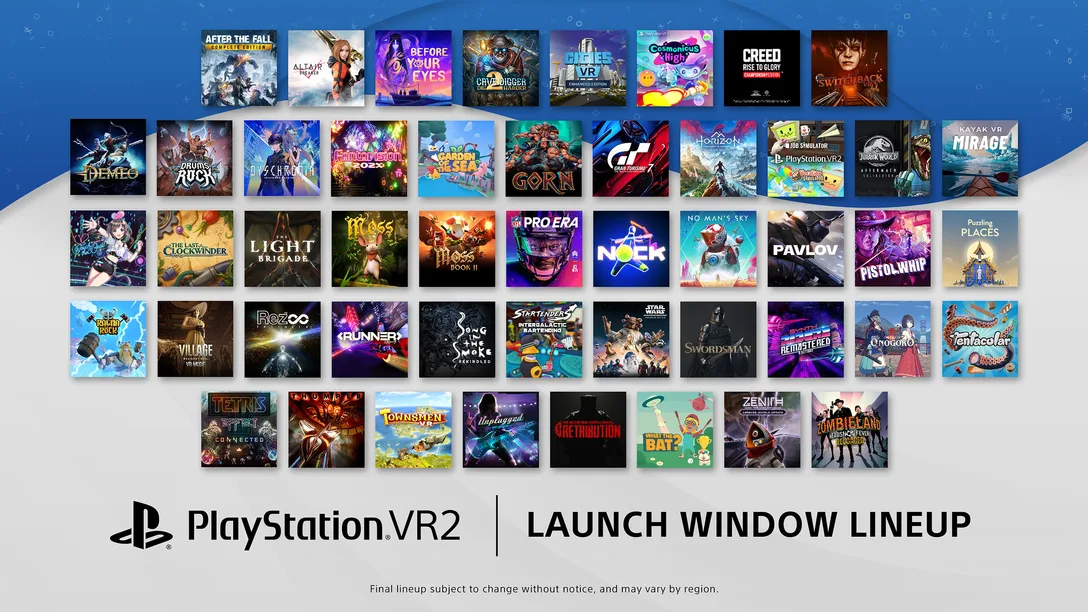 AFTER THE FALL
COMPLETE EDITION
ALTAIR
BREAKER
BEFORE
YOUR
EYES
CAVE DIGGER
2
DIG HARDER
CITIES
VR
ENHANCED EDITION
Cosmonious
High
CREED
RISE TO GLORY
CHAMPIONSHIP EDITION
SWITCHBACK
VR
DEMEO
DRUMS
ROCK
DYSCHRONIA
FANTAVISION
202X
GARDEN
OF THE
SEA
GORN
GT
GRAN TURISMO 7
HORIZON
JOB SIMULATOR
PlayStation VR2
Vacation
SIMULATOR
JURASSIC WORLD
AFTERMATH
COLLECTION
KAYAK VR
MIRAGE
THE LAST
CLOCKWINDER
THE
LIGHT
BRIGADE
Moss
Moss
BOOK II
NFL
PRO ERA
NOCK
NO MAN'S SKY
PAVLOV
PISTOL WHIP
Puzzling
PLACES
RAGNA
ROCK
VILLAGE
VR MODE
Rez∞
INFINITE
<RUNNER>
SONG
IN THE
SMOKE
REKINDLED
STARTENDERS
INTERGALACTIC
BARTENDING
STAR
WARS
SWORDSMAN
SYNTH
RIDERS
REMASTERED
ONOGORO
Tentacular
TETRIS
EFFECT
CONNECTED
THUMPER
TOWNSMEN
VR
Unplugged
RETRIBUTION
WHAT THE
BAT?
ZENITH
ZOMBIELAND
HEADSHOT FEVER
RELOADED
PlayStation®VR2
LAUNCH WINDOW LINEUP
Final lineup subject to change without notice, and may vary by region.